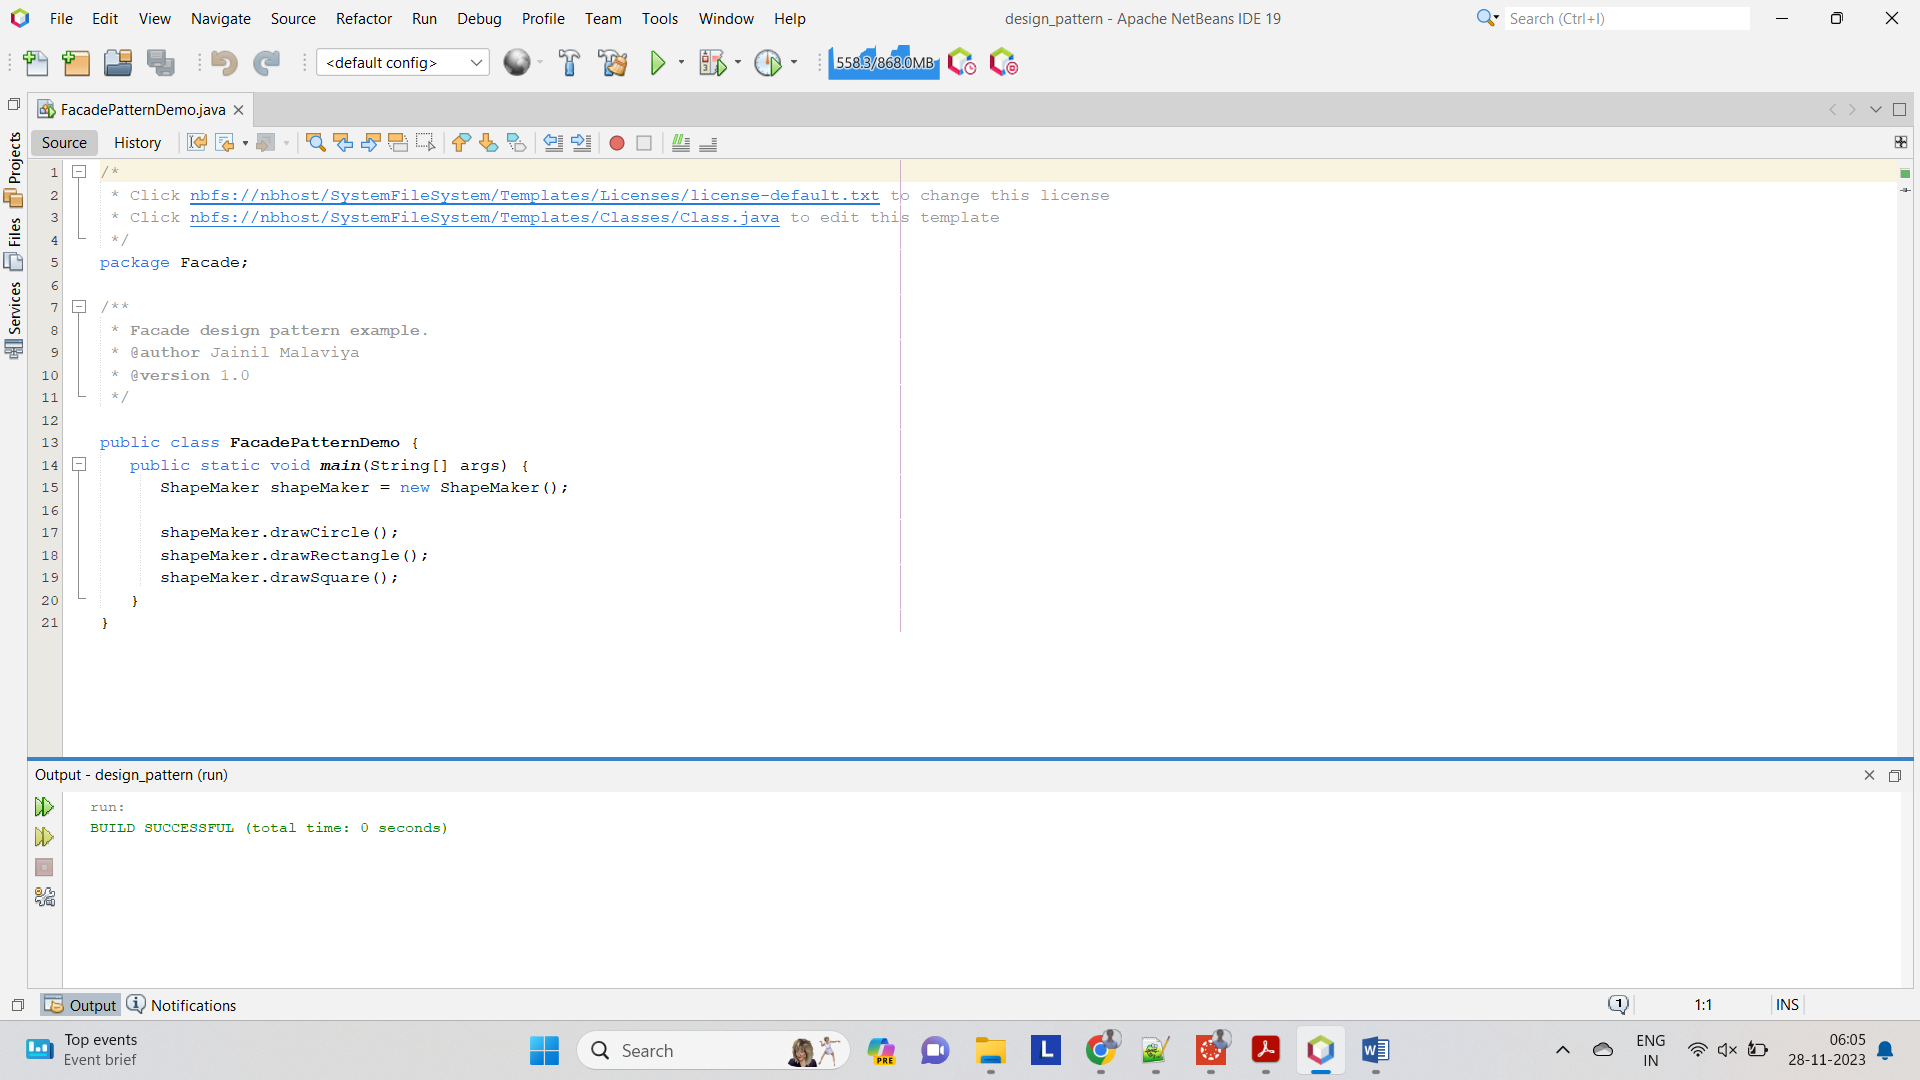 File Edit View Navigate Source Refactor Run Debug Profile Team Tools Window Help
design_pattern - Apache NetBeans IDE 19
Search (Ctrl+I)
<default config>
558.3/868.0MB
FacadePatternDemo.java
Source History
Projects
Files
Services
1 /*
2 * Click nbfs://nbhost/SystemFileSystem/Templates/Licenses/license-default.txt to change this license
3 * Click nbfs://nbhost/SystemFileSystem/Templates/Classes/Class.java to edit this template
4 */
5 package Facade;
6
7 /**
8 * Facade design pattern example.
9 * @author Jainil Malaviya
10 * @version 1.0
11 */
12
13 public class FacadePatternDemo {
14 public static void main(String[] args) {
15 ShapeMaker shapeMaker = new ShapeMaker();
16
17 shapeMaker.drawCircle();
18 shapeMaker.drawRectangle();
19 shapeMaker.drawSquare();
20 }
21 }
Output - design_pattern (run)
run:
BUILD SUCCESSFUL (total time: 0 seconds)
Output Notifications
1 1:1 INS
Top events
Event brief
Search
PRE
L
ENG
IN
06:05
28-11-2023